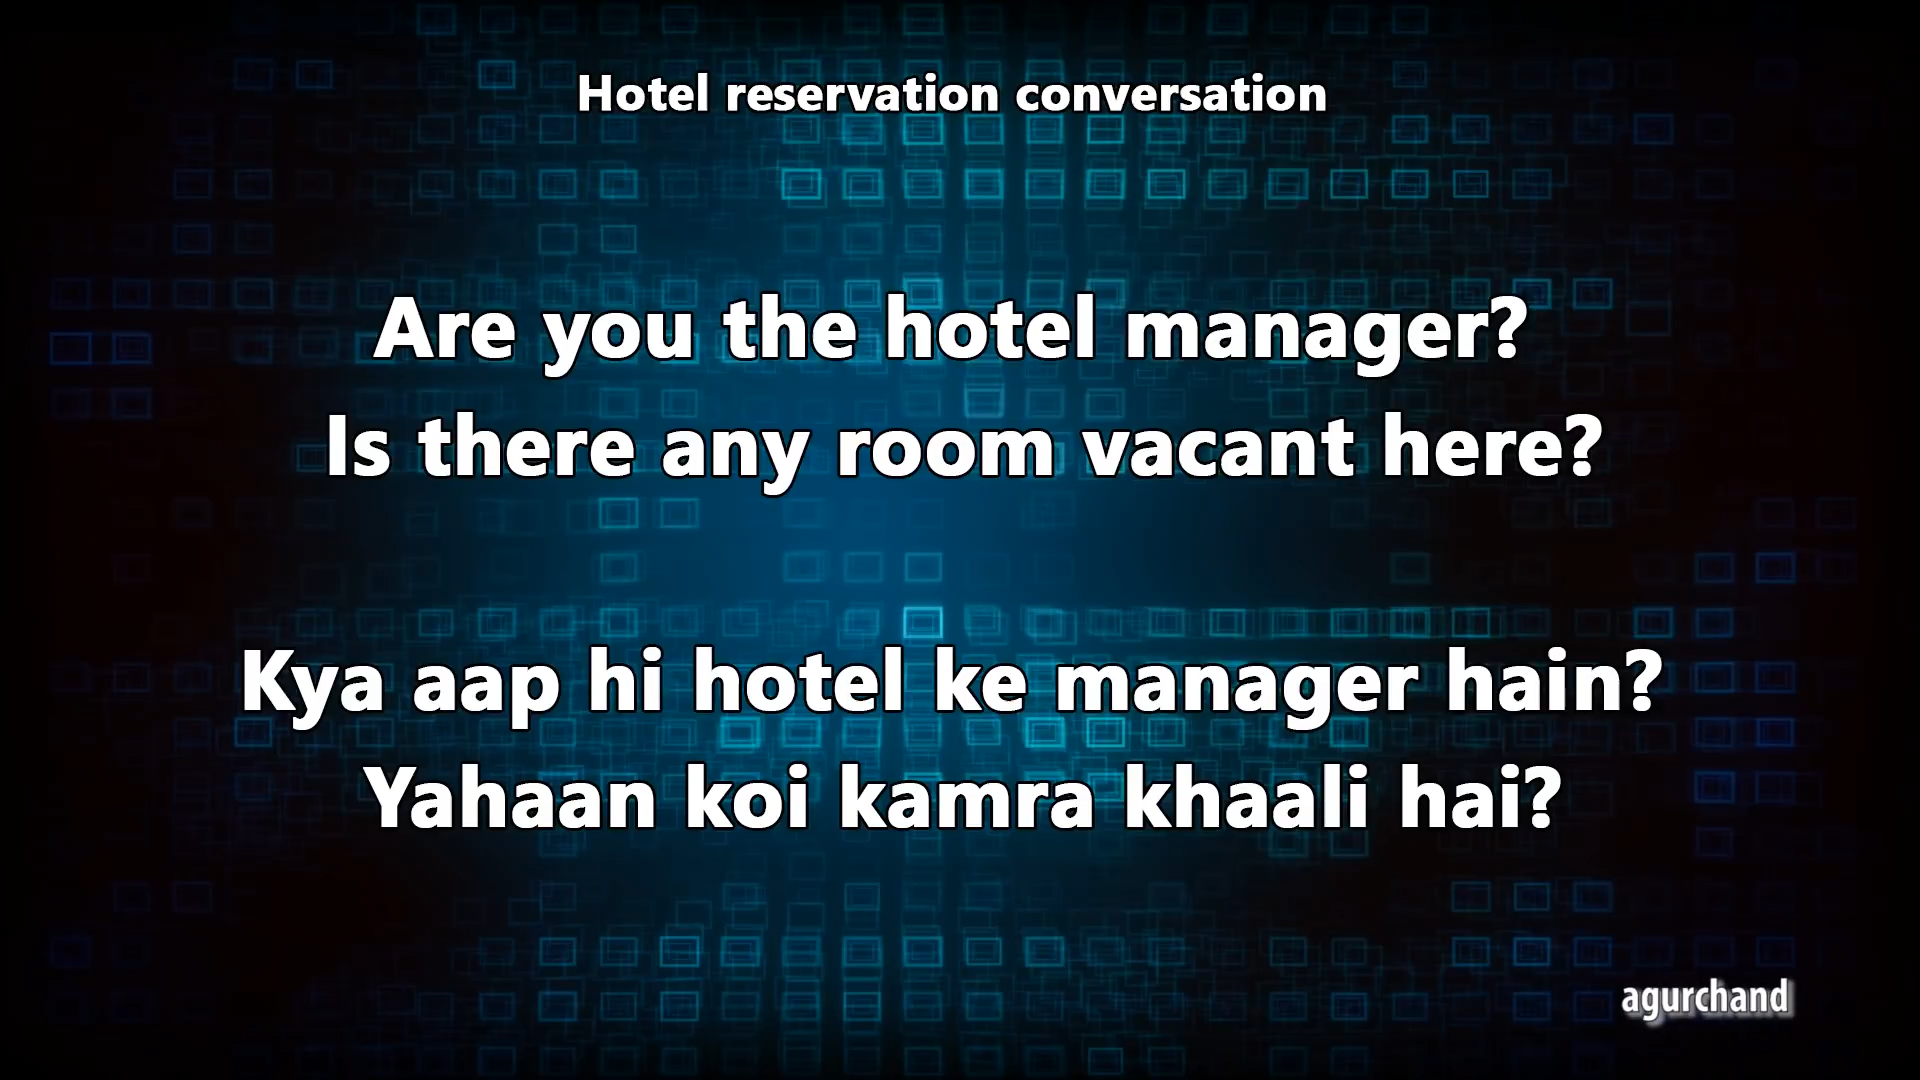 Hotel reservation conversation
Are you the hotel manager?
Is there any room vacant here?
Kya aap hi hotel ke manager hain?
Yahaan koi kamra khaali hai?
agurchand